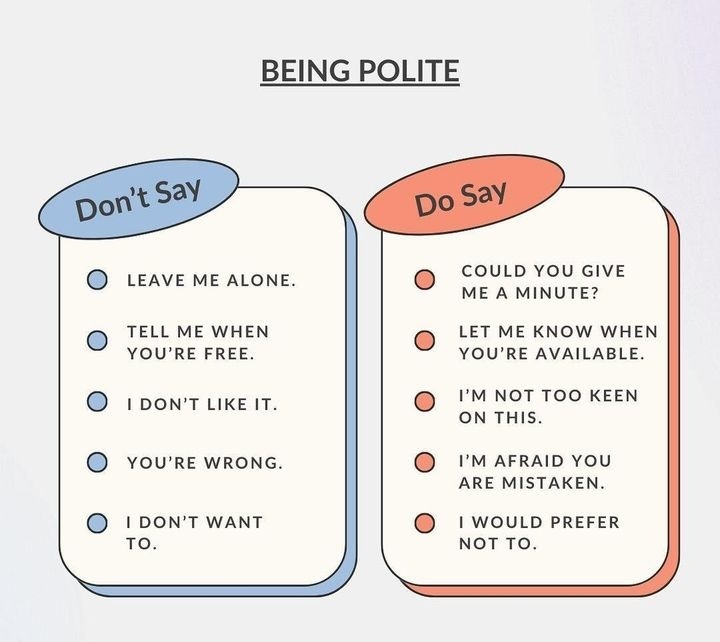 BEING POLITE
Don't Say
LEAVE ME ALONE.
TELL ME WHEN
YOU'RE FREE.
I DON'T LIKE IT.
YOU'RE WRONG.
I DON'T WANT
TO.
Do Say
COULD YOU GIVE
ME A MINUTE?
LET ME KNOW WHEN
YOU'RE AVAILABLE.
I'M NOT TOO KEEN
ON THIS.
I'M AFRAID YOU
ARE MISTAKEN.
I WOULD PREFER
NOT TO.